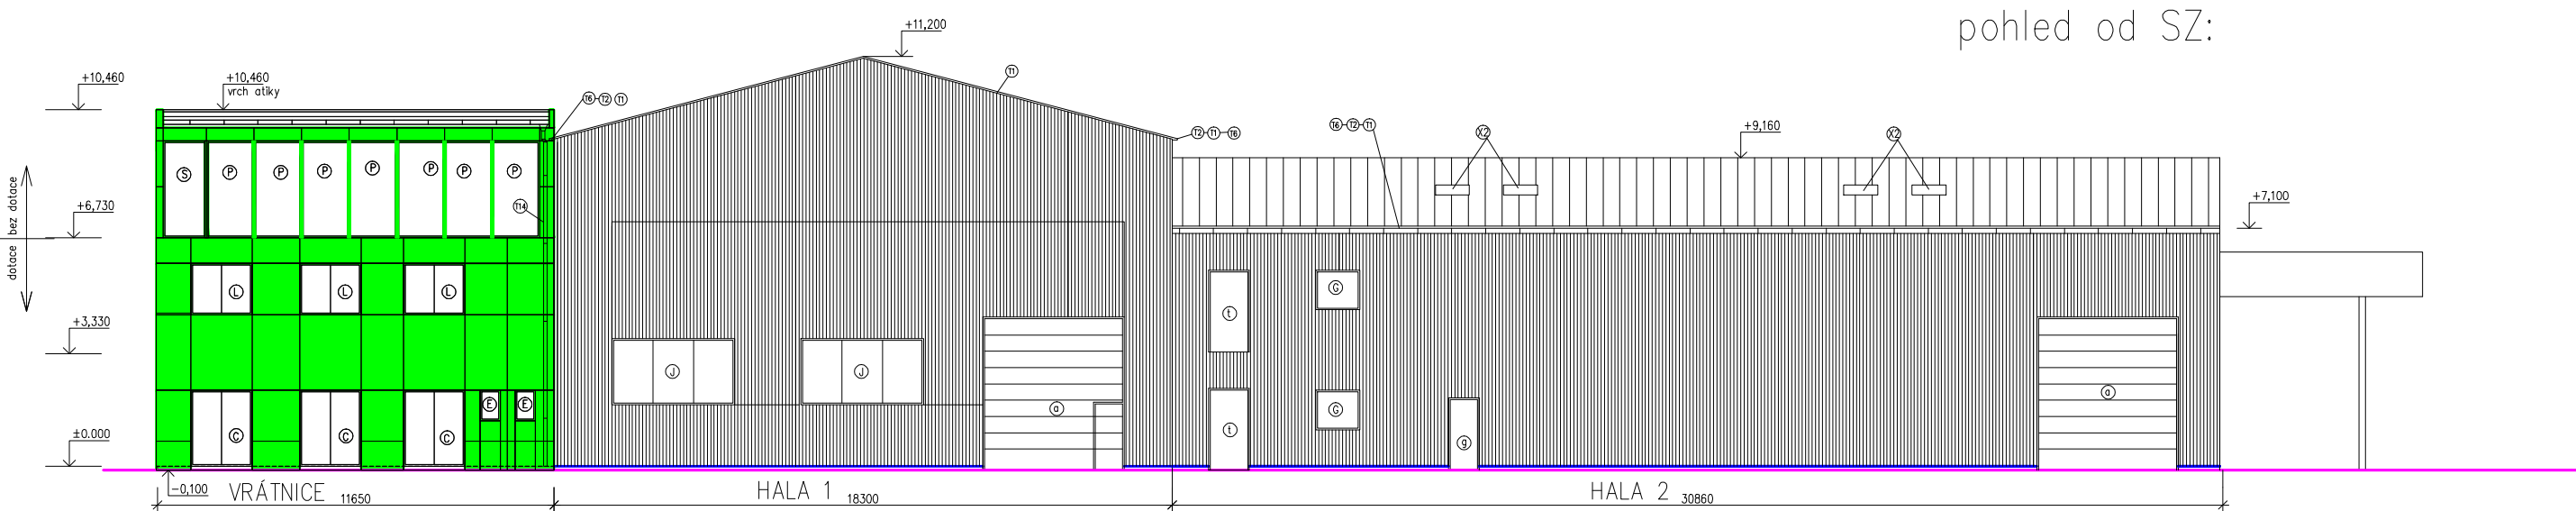 pohled od SZ:
+11,200
+10,460
+10,460
vrch atiky
T1
T6 T2 T1
T2 T1 T6
T6 T2 T1
X2
+9,160
X2
S P P P P P P P
dotace bez dotace
+6,730
T14
+7,100
L L L
t
G
+3,330
J J
a
a
E E
G
C C C
t
g
±0.000
-0,100
VRÁTNICE 11650
HALA 1 18300
HALA 2 30860